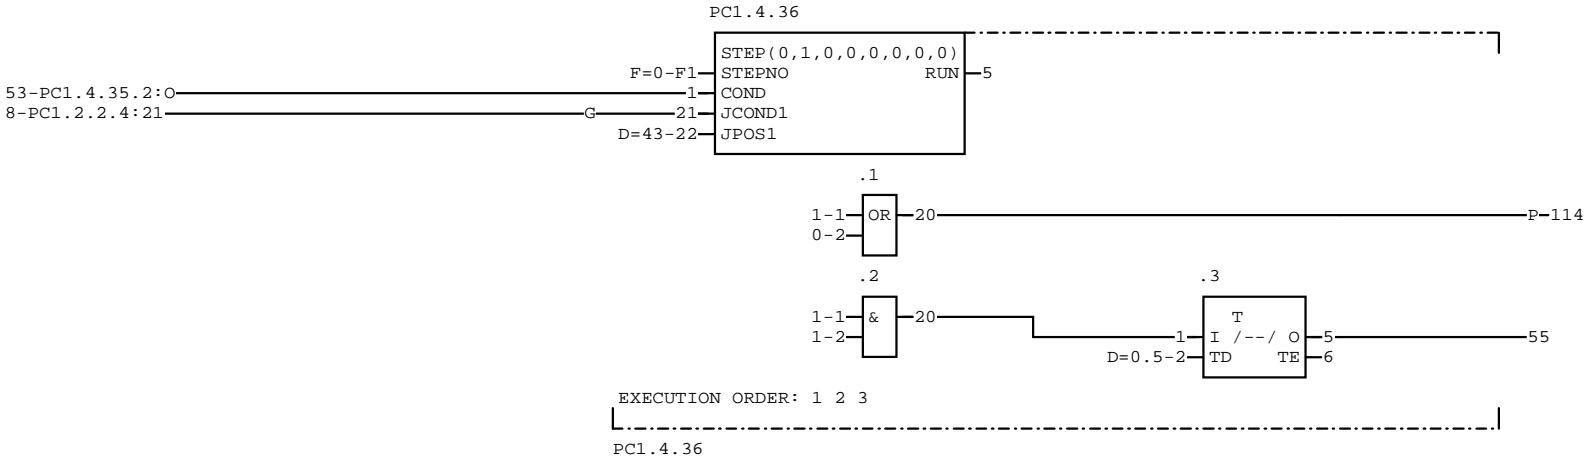 PC1.4.36
STEP(0,1,0,0,0,0,0,0)
F=0-F1 STEPNO RUN 5
53-PC1.4.35.2:O 1 COND
8-PC1.2.2.4:21 G 21 JCOND1
D=43-22 JPOS1
.1
1-1 OR 20 P-114
0-2
.2 .3
1-1 & 20 T
1-2 1 I /--/ O 5 55
D=0.5-2 TD TE 6
EXECUTION ORDER: 1 2 3
PC1.4.36